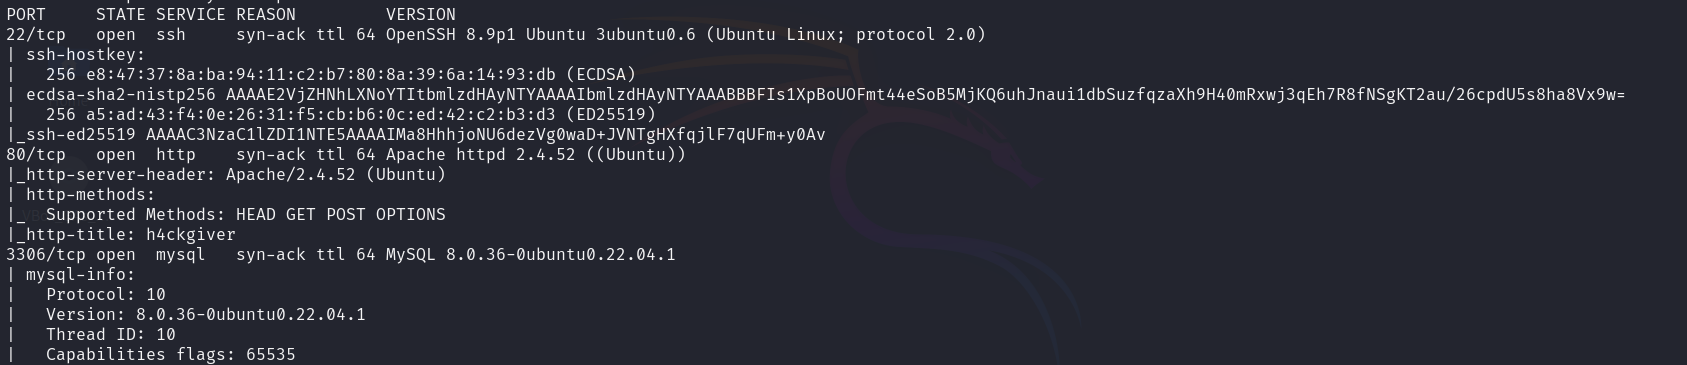 PORT     STATE SERVICE REASON         VERSION
22/tcp   open  ssh     syn-ack ttl 64 OpenSSH 8.9p1 Ubuntu 3ubuntu0.6 (Ubuntu Linux; protocol 2.0)
| ssh-hostkey:
|   256 e8:47:37:8a:ba:94:11:c2:b7:80:8a:39:6a:14:93:db (ECDSA)
| ecdsa-sha2-nistp256 AAAAE2VjZHNhLXNoYTItbmlzdHAyNTYAAAAIbmlzdHAyNTYAAABBBFIs1XpBoUOFmt44eSoB5MjKQ6uhJnaui1dbSuzfqzaXh9H40mRxwj3qEh7R8fNSgKT2au/26cpdU5s8ha8Vx9w=
|   256 a5:ad:43:f4:0e:26:31:f5:cb:b6:0c:ed:42:c2:b3:d3 (ED25519)
|_ssh-ed25519 AAAAC3NzaC1lZDI1NTE5AAAAIMa8HhhjoNU6dezVg0waD+JVNTgHXfqjlF7qUFm+y0Av
80/tcp   open  http    syn-ack ttl 64 Apache httpd 2.4.52 ((Ubuntu))
|_http-server-header: Apache/2.4.52 (Ubuntu)
| http-methods:
|_  Supported Methods: HEAD GET POST OPTIONS
|_http-title: h4ckgiver
3306/tcp open  mysql   syn-ack ttl 64 MySQL 8.0.36-0ubuntu0.22.04.1
| mysql-info:
|   Protocol: 10
|   Version: 8.0.36-0ubuntu0.22.04.1
|   Thread ID: 10
|   Capabilities flags: 65535